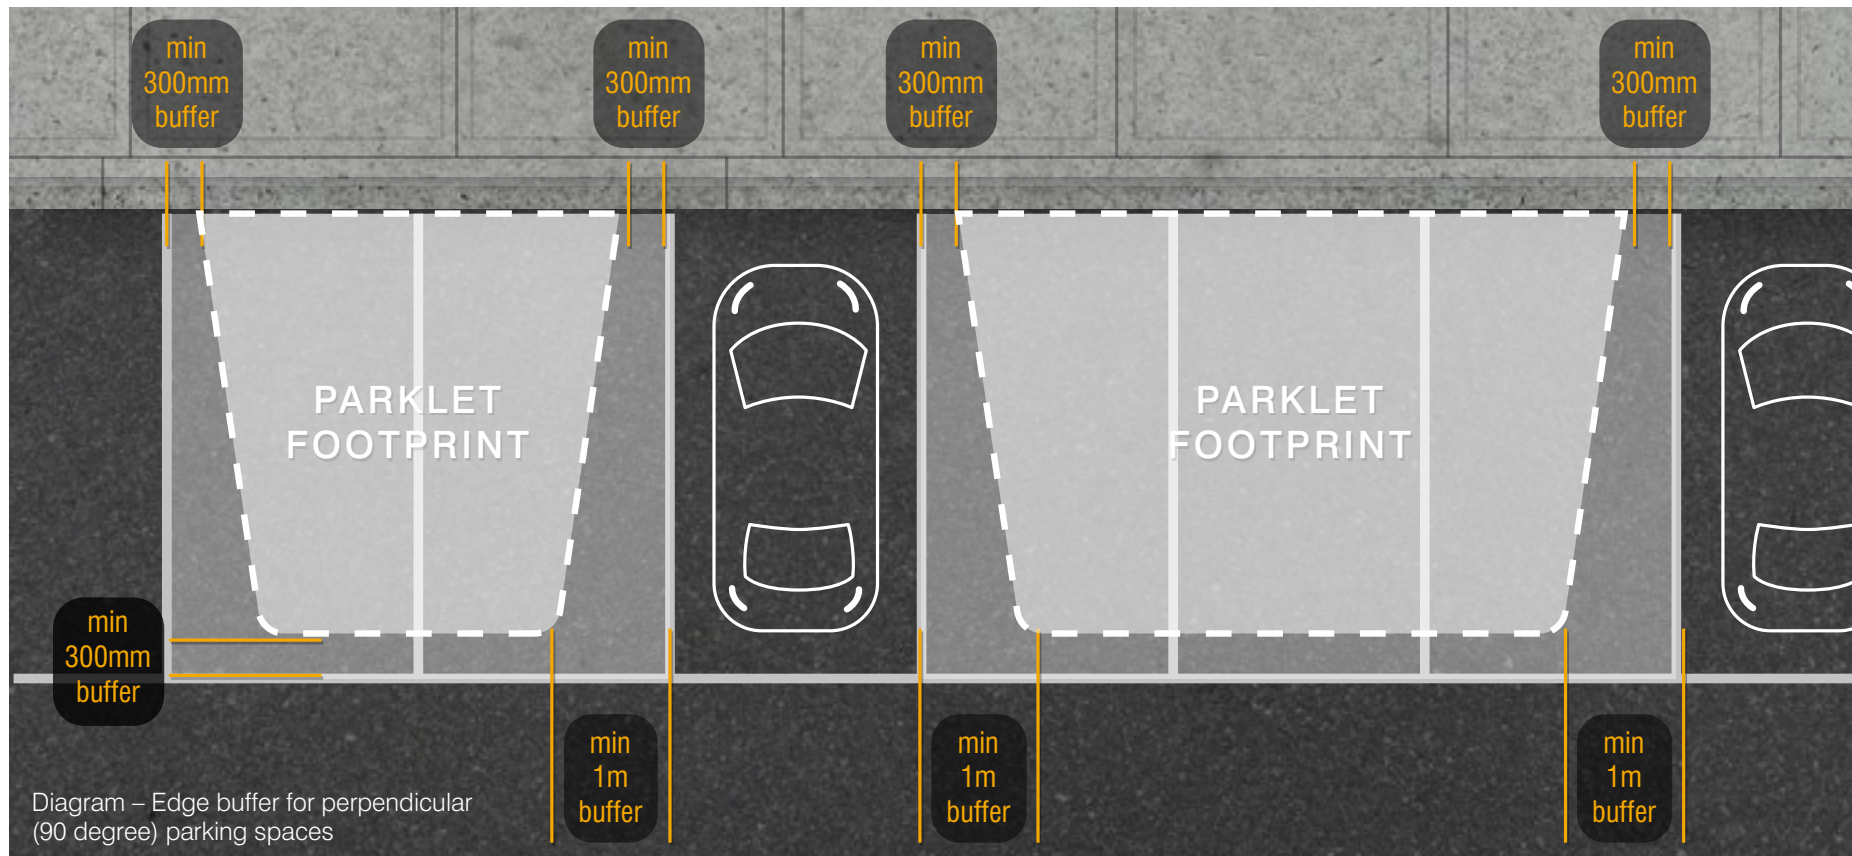 min
300mm
buffer
min
300mm
buffer
min
300mm
buffer
min
300mm
buffer
PARKLET
FOOTPRINT
PARKLET
FOOTPRINT
min
300mm
buffer
min
1m
buffer
min
1m
buffer
min
1m
buffer
Diagram – Edge buffer for perpendicular
(90 degree) parking spaces